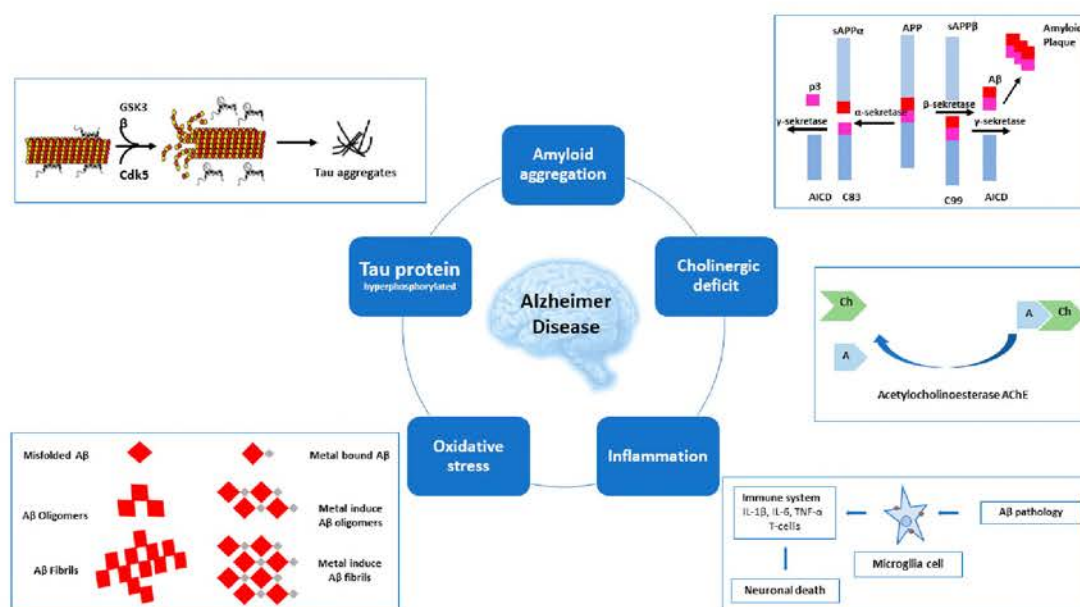 GSK3
β
Cdk5
Tau aggregates
sAPPα
APP
sAPPβ
Amyloid
Plaque
p3
Aβ
γ-sekretase
α-sekretase
β-sekretase
γ-sekretase
AICD
C83
C99
AICD
Amyloid
aggregation
Tau protein
hyperphosphorylated
Cholinergic
deficit
Alzheimer
Disease
Oxidative
stress
Inflammation
Ch
A
A
Ch
Acetylocholinoesterase AChE
Misfolded Aβ
Metal bound Aβ
Aβ Oligomers
Metal induce
Aβ oligomers
Aβ Fibrils
Metal induce
Aβ fibrils
Immune system
IL-1β, IL-6, TNF-α
T-cells
Aβ pathology
Microgilia cell
Neuronal death